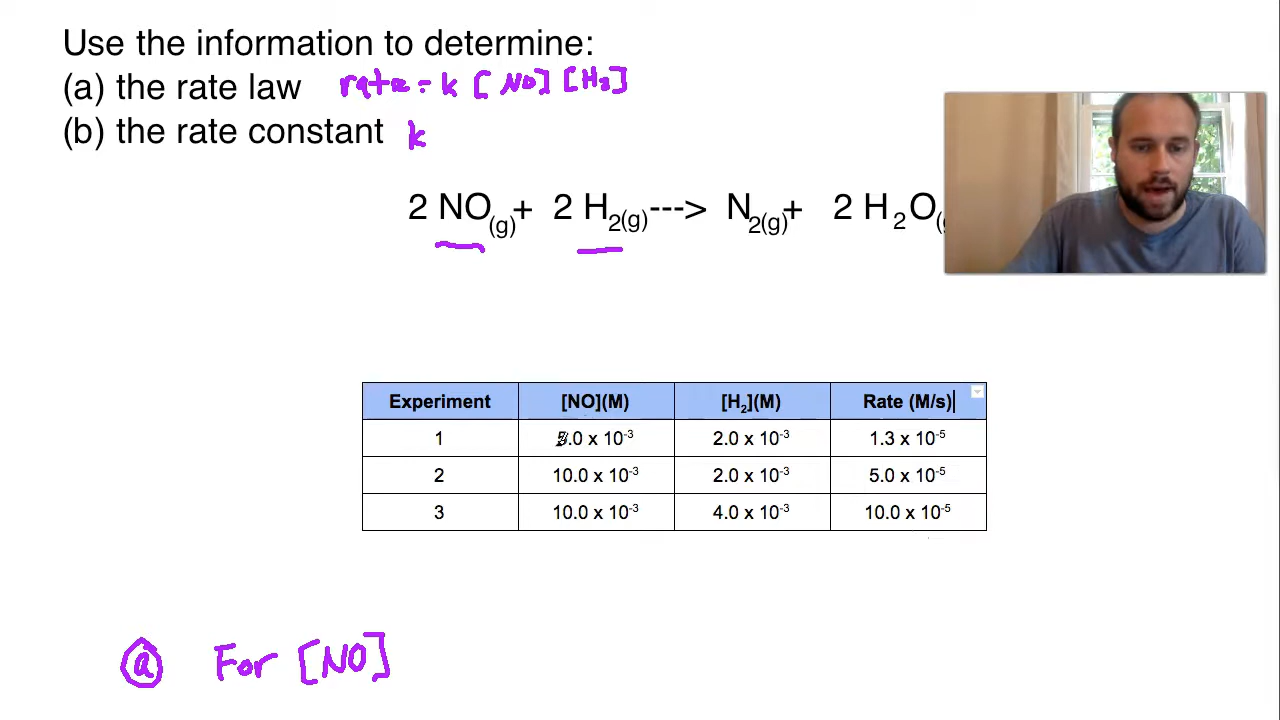 Use the information to determine:
(a) the rate law rate = k [NO] [H₂]
(b) the rate constant k
2 NO(g) + 2 H₂(g) ---> N₂(g) + 2 H₂O
Experiment [NO](M) [H₂](M) Rate (M/s)
1 .0 x 10⁻³ 2.0 x 10⁻³ 1.3 x 10⁻⁵
2 10.0 x 10⁻³ 2.0 x 10⁻³ 5.0 x 10⁻⁵
3 10.0 x 10⁻³ 4.0 x 10⁻³ 10.0 x 10⁻⁵
ⓐ For [NO]